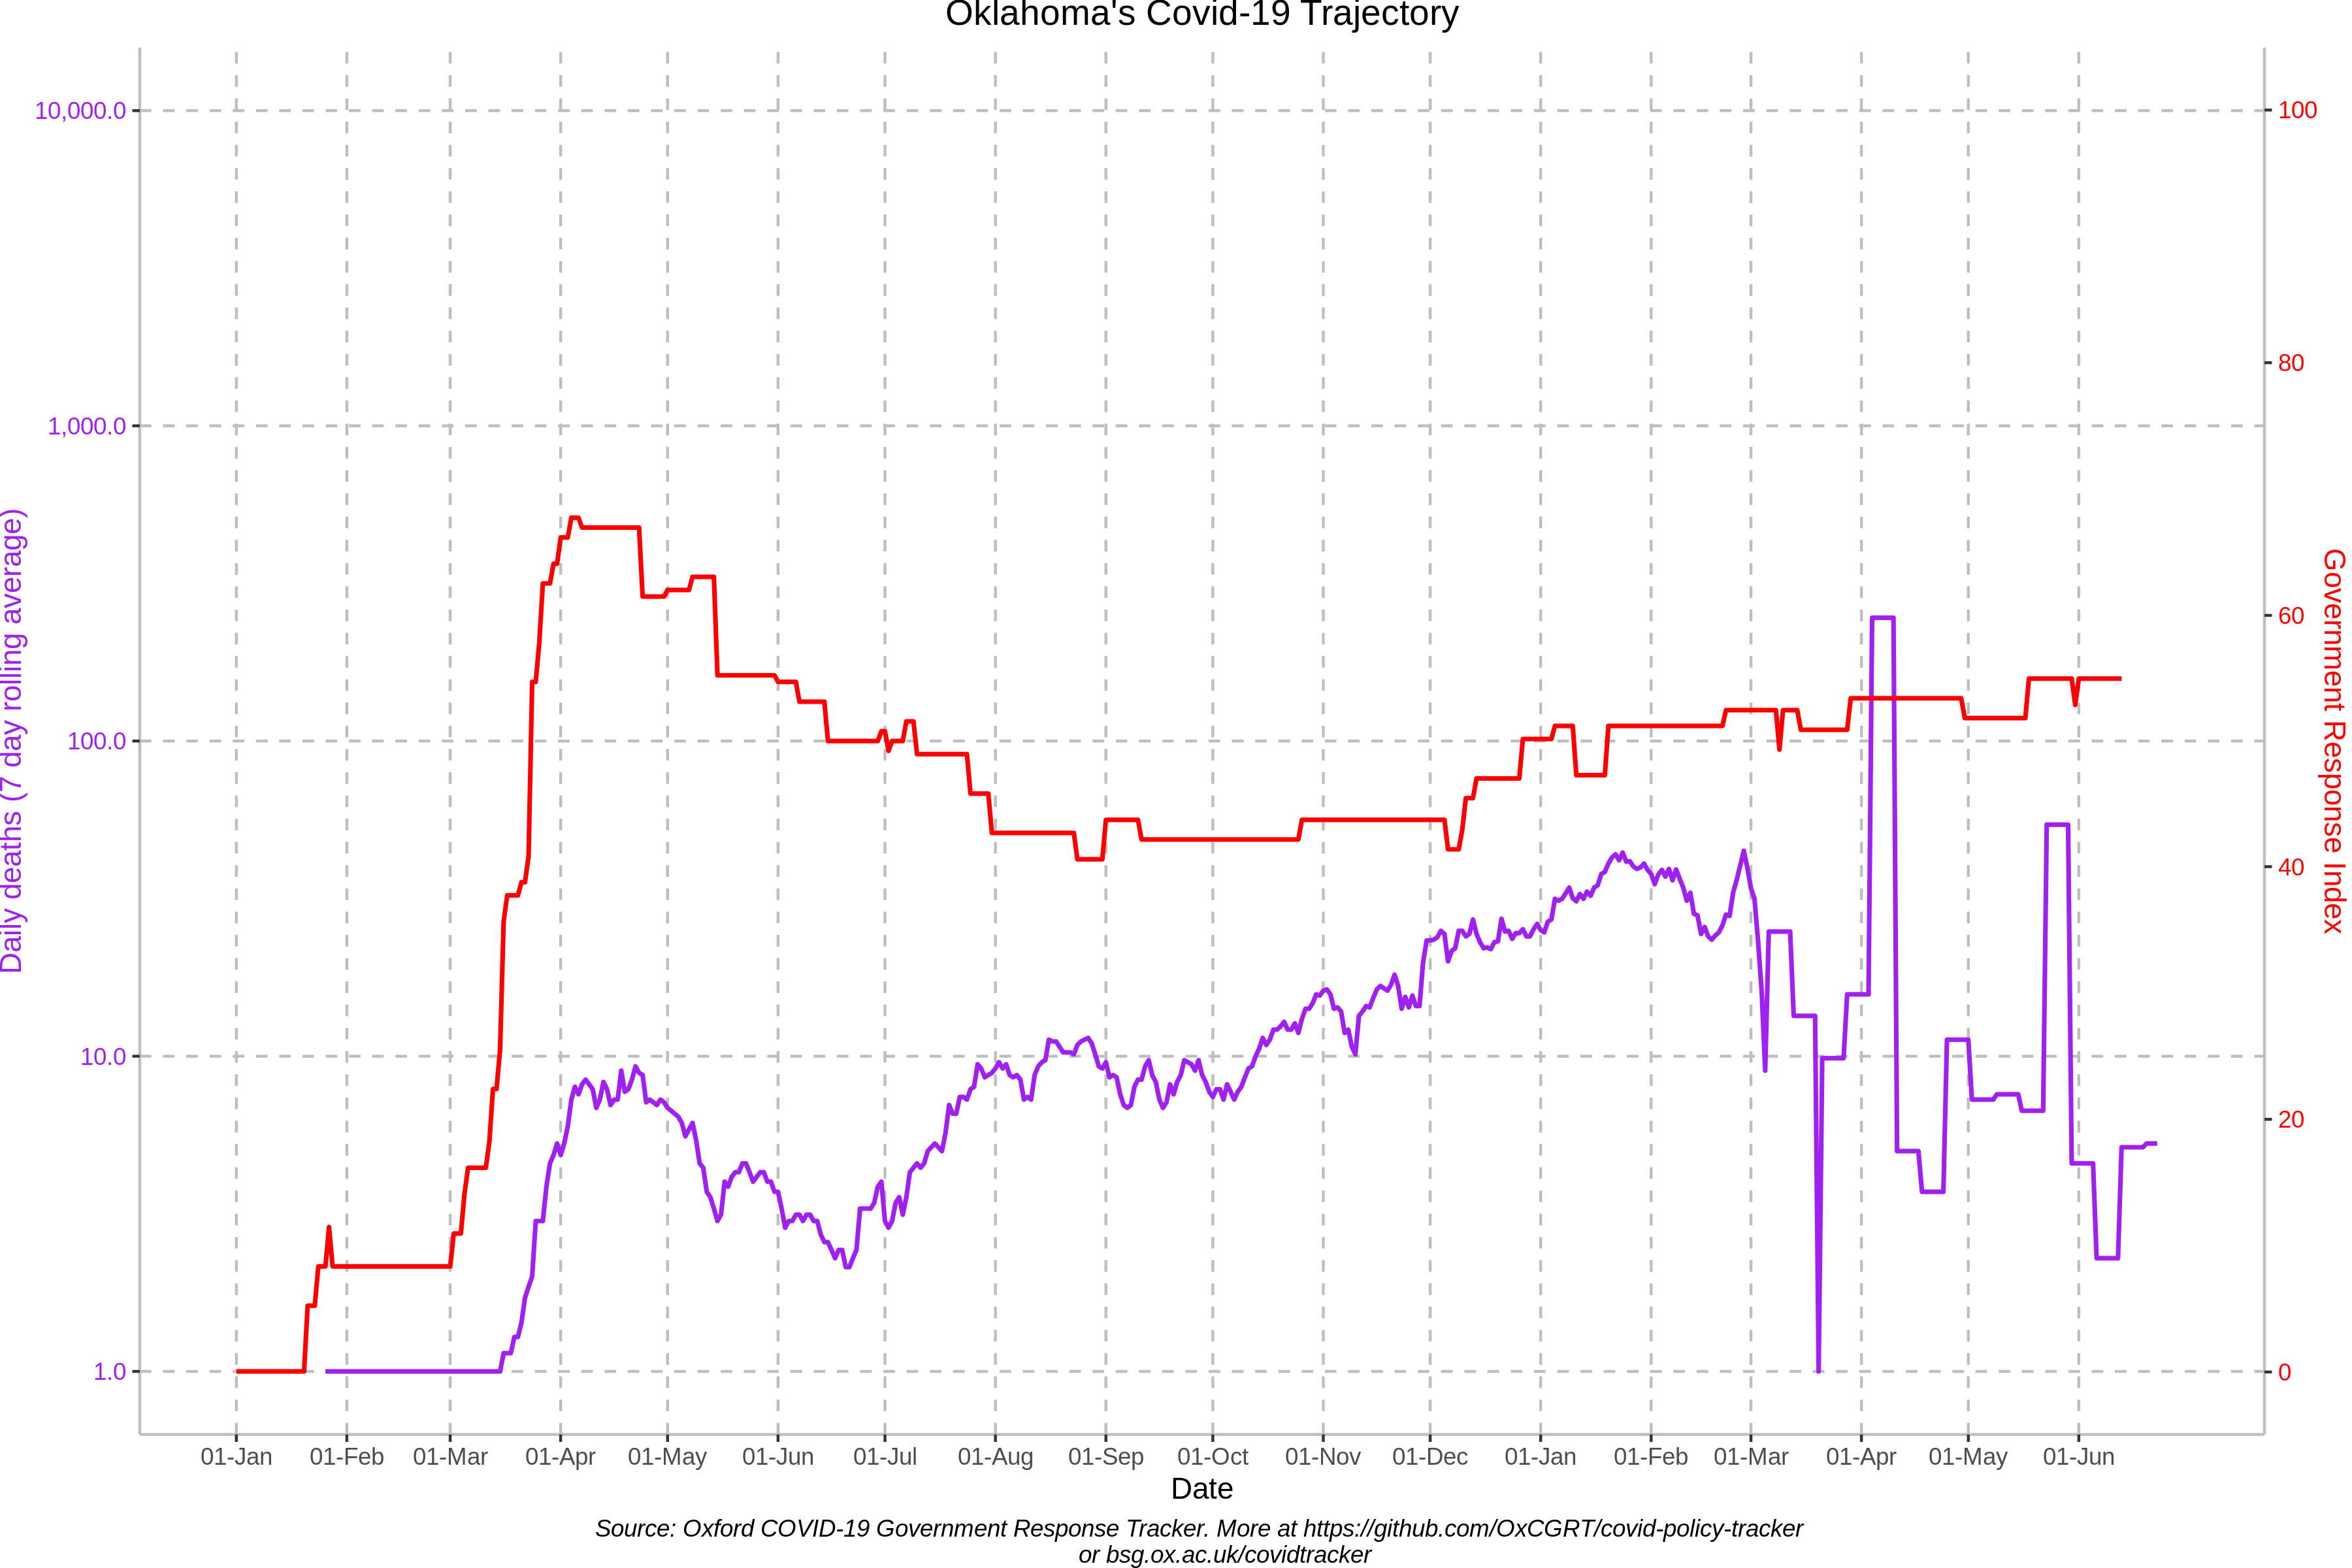 Oklahoma's Covid-19 Trajectory
10,000.0
1,000.0
100.0
10.0
1.0
Daily deaths (7 day rolling average)
100
80
60
40
20
0
Government Response Index
01-Jan 01-Feb 01-Mar 01-Apr 01-May 01-Jun 01-Jul 01-Aug 01-Sep 01-Oct 01-Nov 01-Dec 01-Jan 01-Feb 01-Mar 01-Apr 01-May 01-Jun
Date
Source: Oxford COVID-19 Government Response Tracker. More at https://github.com/OxCGRT/covid-policy-tracker
or bsg.ox.ac.uk/covidtracker